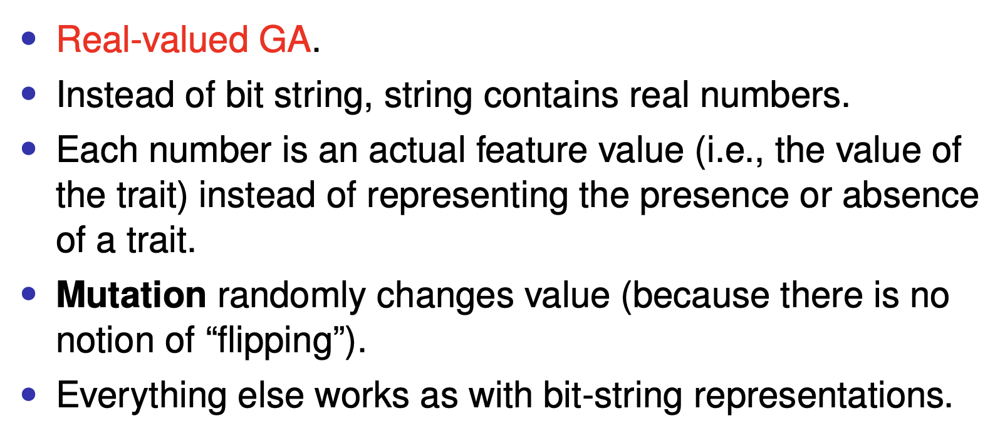 • Real-valued GA.
• Instead of bit string, string contains real numbers.
• Each number is an actual feature value (i.e., the value of
the trait) instead of representing the presence or absence
of a trait.
• Mutation randomly changes value (because there is no
notion of “flipping”).
• Everything else works as with bit-string representations.